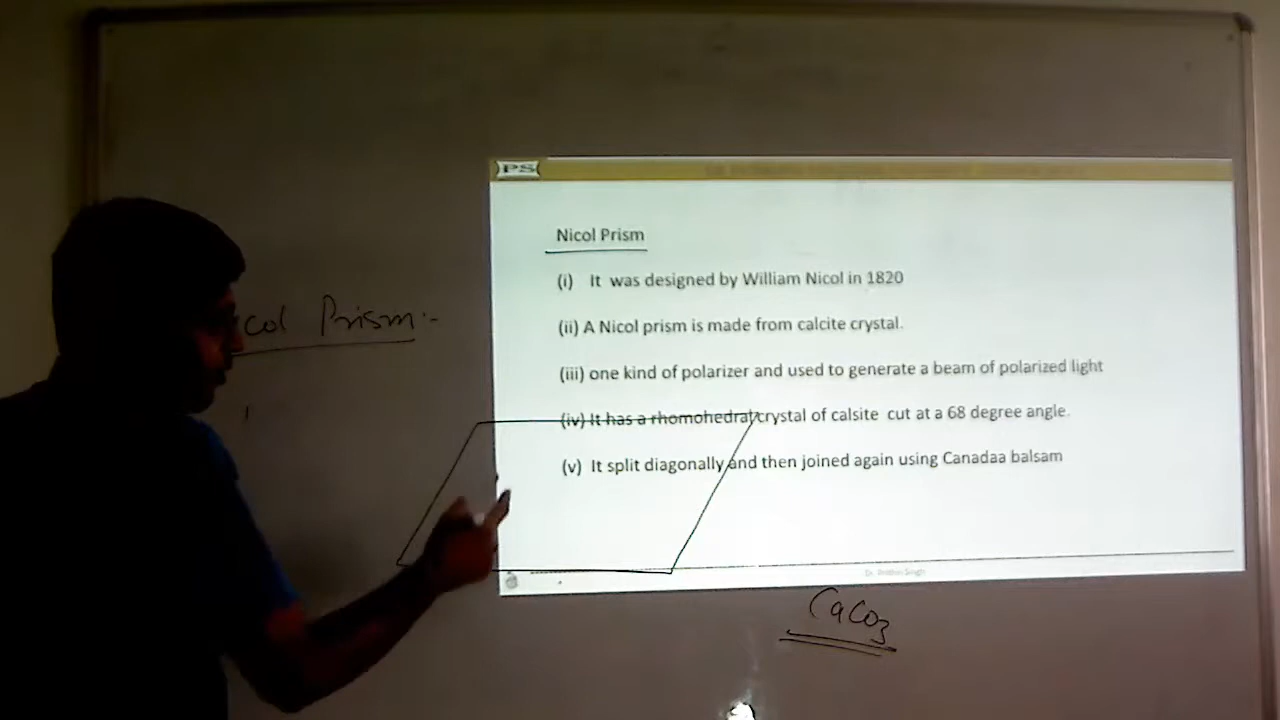 PS
Nicol Prism
(i) It was designed by William Nicol in 1820
(ii) A Nicol prism is made from calcite crystal.
(iii) one kind of polarizer and used to generate a beam of polarized light
(iv) It has a rhomohedral crystal of calsite cut at a 68 degree angle.
(v) It split diagonally and then joined again using Canadaa balsam
col Prism:-
CaCO3